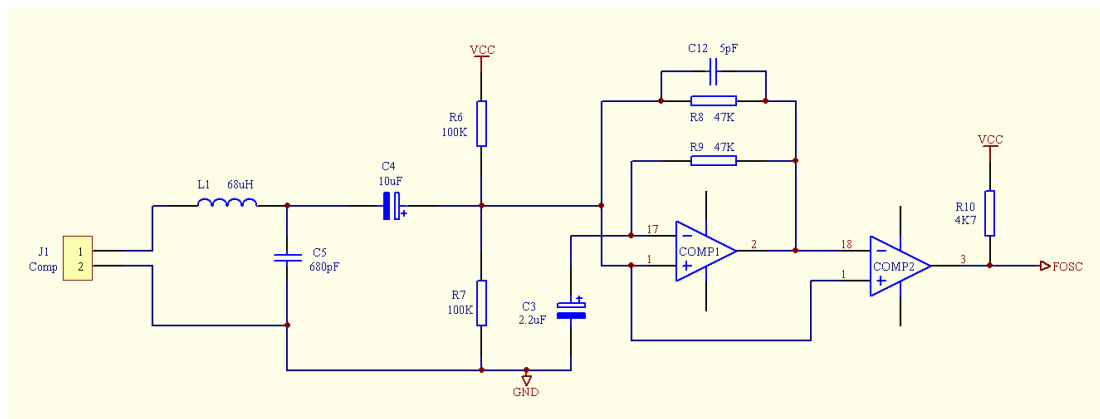 C12 5pF
VCC
R8 47K
R6
100K
R9 47K
VCC
C4
10uF
L1 68uH
R10
4K7
17
COMP1
2
1
18
COMP2
3
1
FOSC
J1
Comp
1
2
C5
680pF
R7
100K
C3
2.2uF
GND